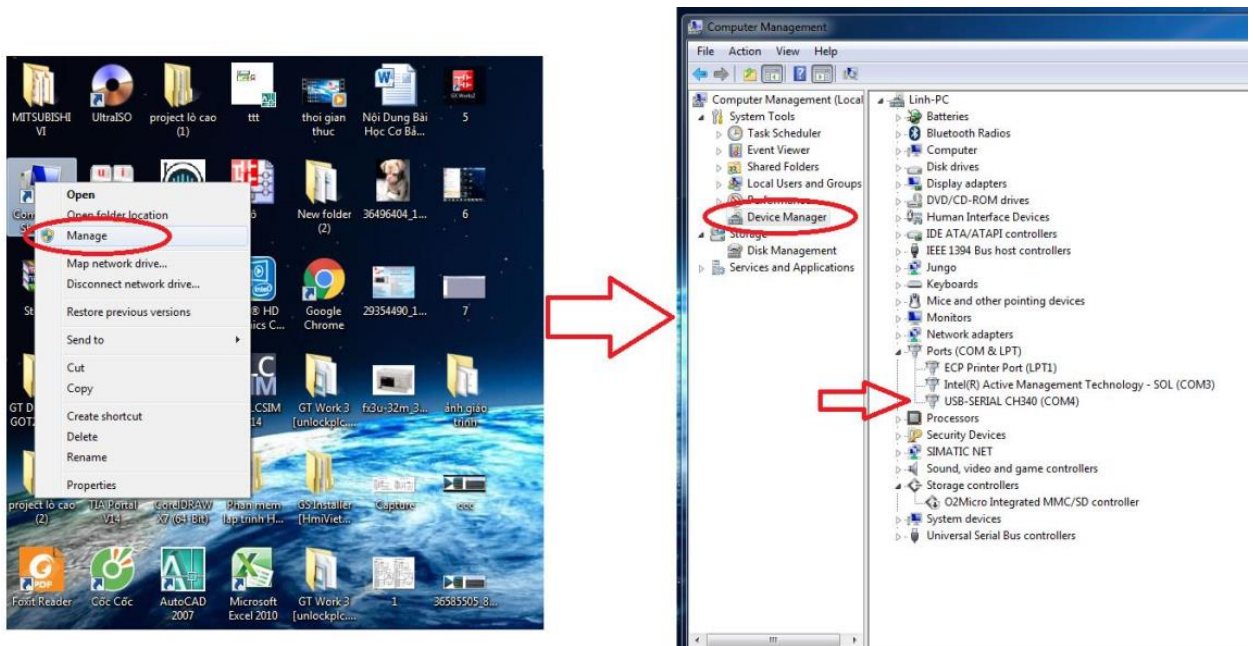 MITSUBISHI
VI
UltraISO
project lò cao
(1)
ttt
thoi gian
thuc
Nội Dung Bài
Học Cơ Bả...
GX Works2
5
New folder
(2)
36496404_1...
6
Open
Open folder location
Manage
Map network drive...
Disconnect network drive...
Restore previous versions
Send to
Cut
Copy
Create shortcut
Delete
Rename
Properties
Google
Chrome
29354490_1...
7
GT Work 3
[unlockplc....
fx3u-32m_3...
ảnh giáo
trình
project lò cao
(2)
TIA Portal
V14
CorelDRAW
X7 (64 Bit)
Phan mem
lap trinh H...
GS Installer
[HmiViet...
Capture
ccc
Foxit Reader
Cốc Cốc
AutoCAD
2007
Microsoft
Excel 2010
GT Work 3
[unlockplc....
1
36585505_8...
Computer Management
File Action View Help
Computer Management (Local
System Tools
Task Scheduler
Event Viewer
Shared Folders
Local Users and Groups
Performance
Device Manager
Storage
Disk Management
Services and Applications
Linh-PC
Batteries
Bluetooth Radios
Computer
Disk drives
Display adapters
DVD/CD-ROM drives
Human Interface Devices
IDE ATA/ATAPI controllers
IEEE 1394 Bus host controllers
Jungo
Keyboards
Mice and other pointing devices
Monitors
Network adapters
Ports (COM & LPT)
ECP Printer Port (LPT1)
Intel(R) Active Management Technology - SOL (COM3)
USB-SERIAL CH340 (COM4)
Processors
Security Devices
SIMATIC NET
Sound, video and game controllers
Storage controllers
O2Micro Integrated MMC/SD controller
System devices
Universal Serial Bus controllers